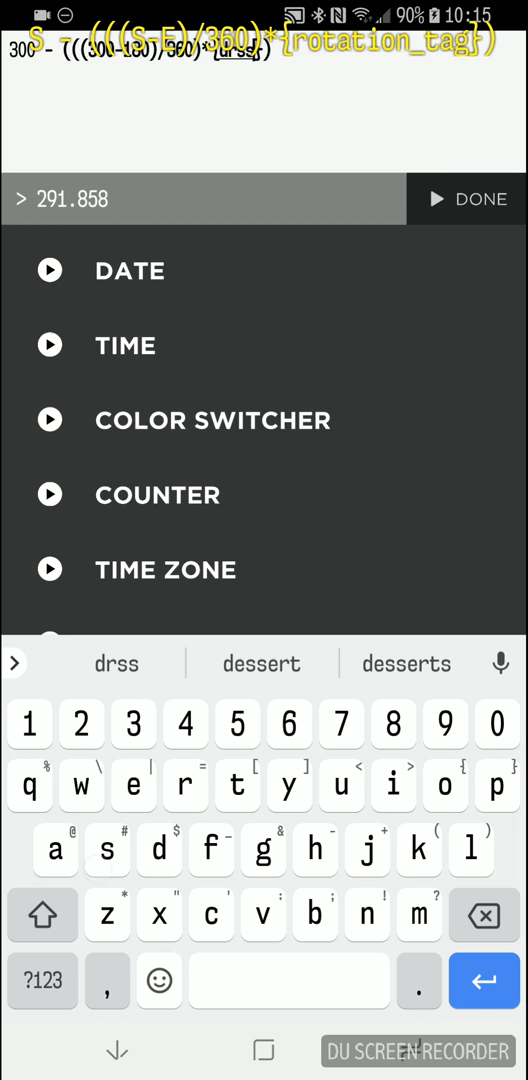 90% 10:15
S - (((S-E)/360)*{rotation_tag})
300 - (((300-180)/360)*{drss})
> 291.858
DONE
DATE
TIME
COLOR SWITCHER
COUNTER
TIME ZONE
drss dessert desserts
1 2 3 4 5 6 7 8 9 0
% \ | = [ ] < > { }
q w e r t y u i o p
@ # $ _ & - + ( )
a s d f g h j k l
* " ' : ; ! ?
z x c v b n m
?123 , .
DU SCREEN RECORDER